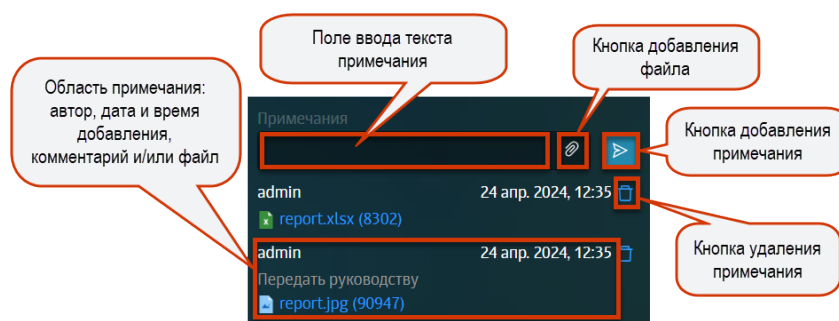 Поле ввода текста
примечания
Кнопка добавления
файла
Область примечания:
автор, дата и время
добавления,
комментарий и/или файл
Примечания
Кнопка добавления
примечания
admin 24 апр. 2024, 12:35
report.xlsx (8302)
admin 24 апр. 2024, 12:35
Передать руководству
report.jpg (90947)
Кнопка удаления
примечания